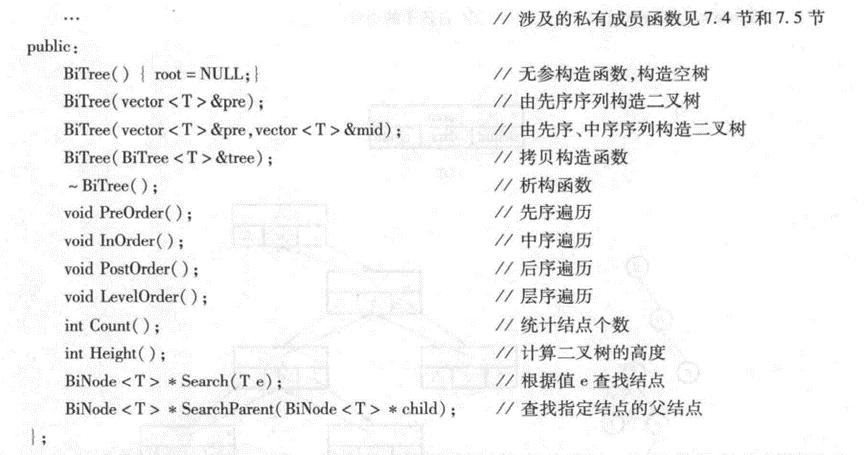 … // 涉及的私有成员函数见7.4节和7.5节
public:
BiTree( ) { root = NULL; } // 无参构造函数,构造空树
BiTree( vector < T > &pre); // 由先序序列构造二叉树
BiTree( vector < T > &pre, vector < T > &mid); // 由先序、中序序列构造二叉树
BiTree( BiTree < T > &tree); // 拷贝构造函数
~ BiTree( ); // 析构函数
void PreOrder( ); // 先序遍历
void InOrder( ); // 中序遍历
void PostOrder( ); // 后序遍历
void LevelOrder( ); // 层序遍历
int Count( ); // 统计结点个数
int Height( ); // 计算二叉树的高度
BiNode < T > * Search( T e); // 根据值 e 查找结点
BiNode < T > * SearchParent( BiNode < T > * child); // 查找指定结点的父结点
};